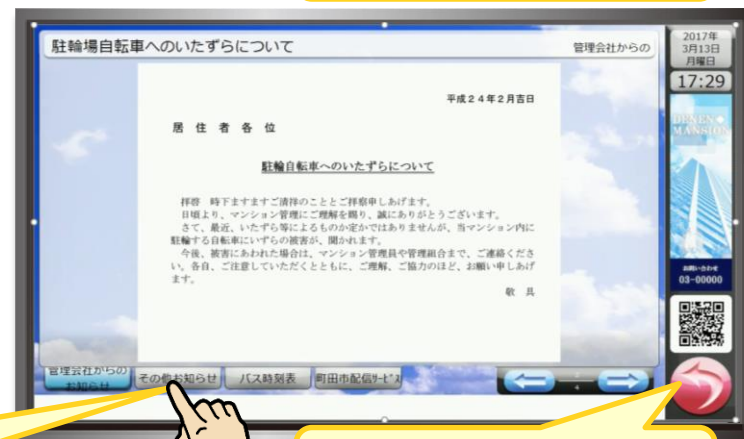 駐輪場自転車へのいたずらについて
管理会社からの
2017年
3月13日
月曜日
17:29
DENEN
MANSION
平成24年2月吉日
居住者各位
駐輪自転車へのいたずらについて
拝啓 時下ますますご清祥のこととご拝察申しあげます。
日頃より、マンション管理にご理解を賜り、誠にありがとうございます。
さて、最近、いたずら等によるものか定かではありませんが、当マンション内に
駐輪する自転車にいずらの被害が、聞かれます。
今後、被害にあわれた場合は、マンション管理員や管理組合まで、ご連絡くださ
い。各自、ご注意していただくとともに、ご理解、ご協力のほど、お願い申しあげ
ます。
敬具
お問い合わせ
03-00000
管理会社からの
お知らせ
その他お知らせ
バス時刻表
町田市配信サービス
4